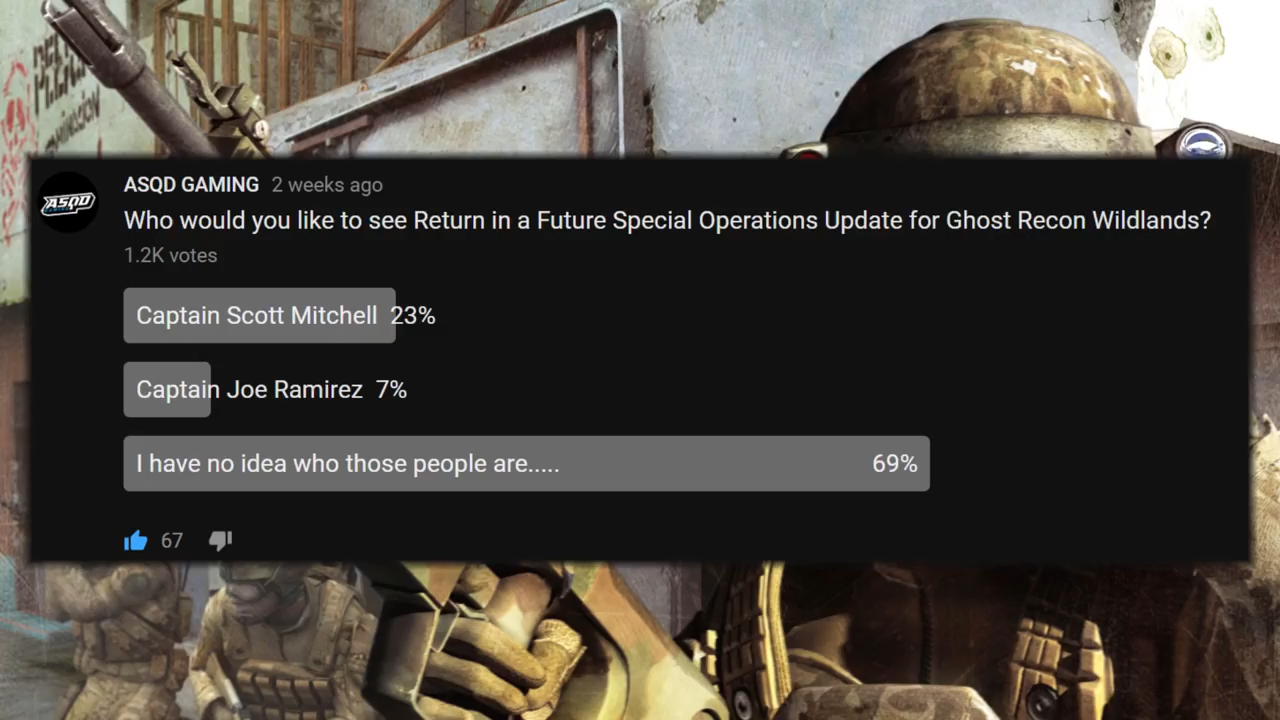 ASQD
ASQD GAMING 2 weeks ago
Who would you like to see Return in a Future Special Operations Update for Ghost Recon Wildlands?
1.2K votes
Captain Scott Mitchell 23%
Captain Joe Ramirez 7%
I have no idea who those people are..... 69%
67